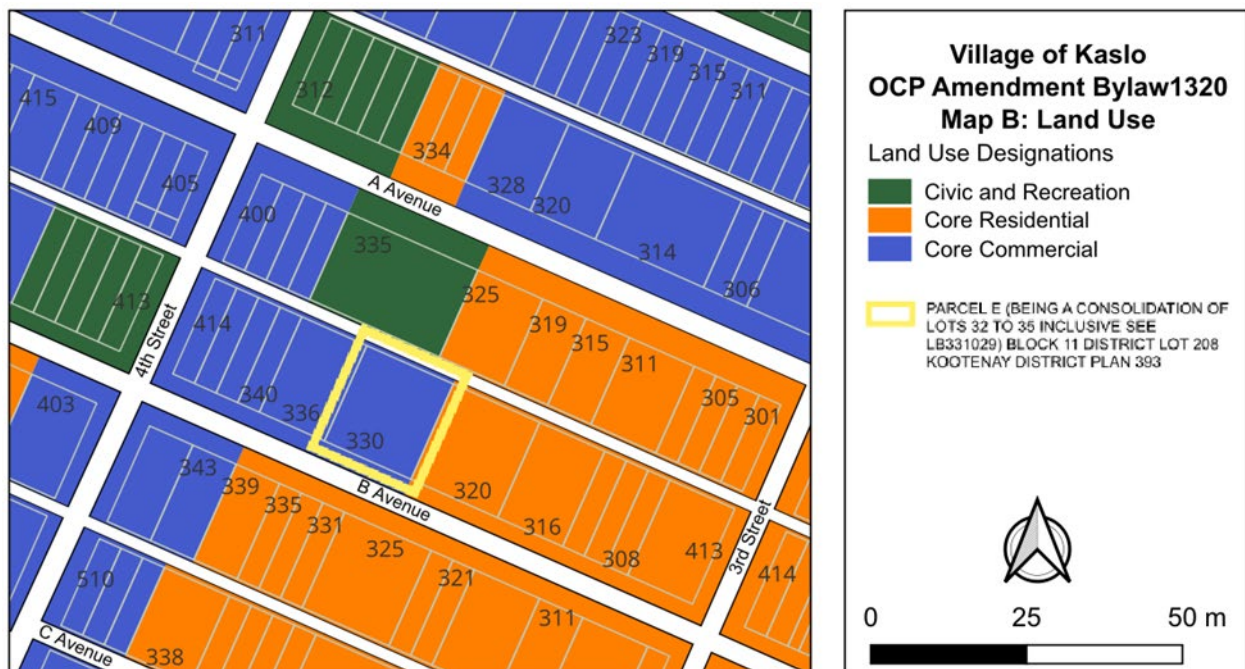 311
323
319
315
311
312
415
409
405
334
328
320
314
306
A Avenue
400
335
325
319
315
311
305
301
413
4th Street
414
340
336
330
403
B Avenue
320
316
308
413
3rd Street
414
343
339
335
331
325
321
311
510
C Avenue
338
Village of Kaslo
OCP Amendment Bylaw1320
Map B: Land Use
Land Use Designations
Civic and Recreation
Core Residential
Core Commercial
PARCEL E (BEING A CONSOLIDATION OF
LOTS 32 TO 35 INCLUSIVE SEE
LB331029) BLOCK 11 DISTRICT LOT 208
KOOTENAY DISTRICT PLAN 393
0 25 50 m